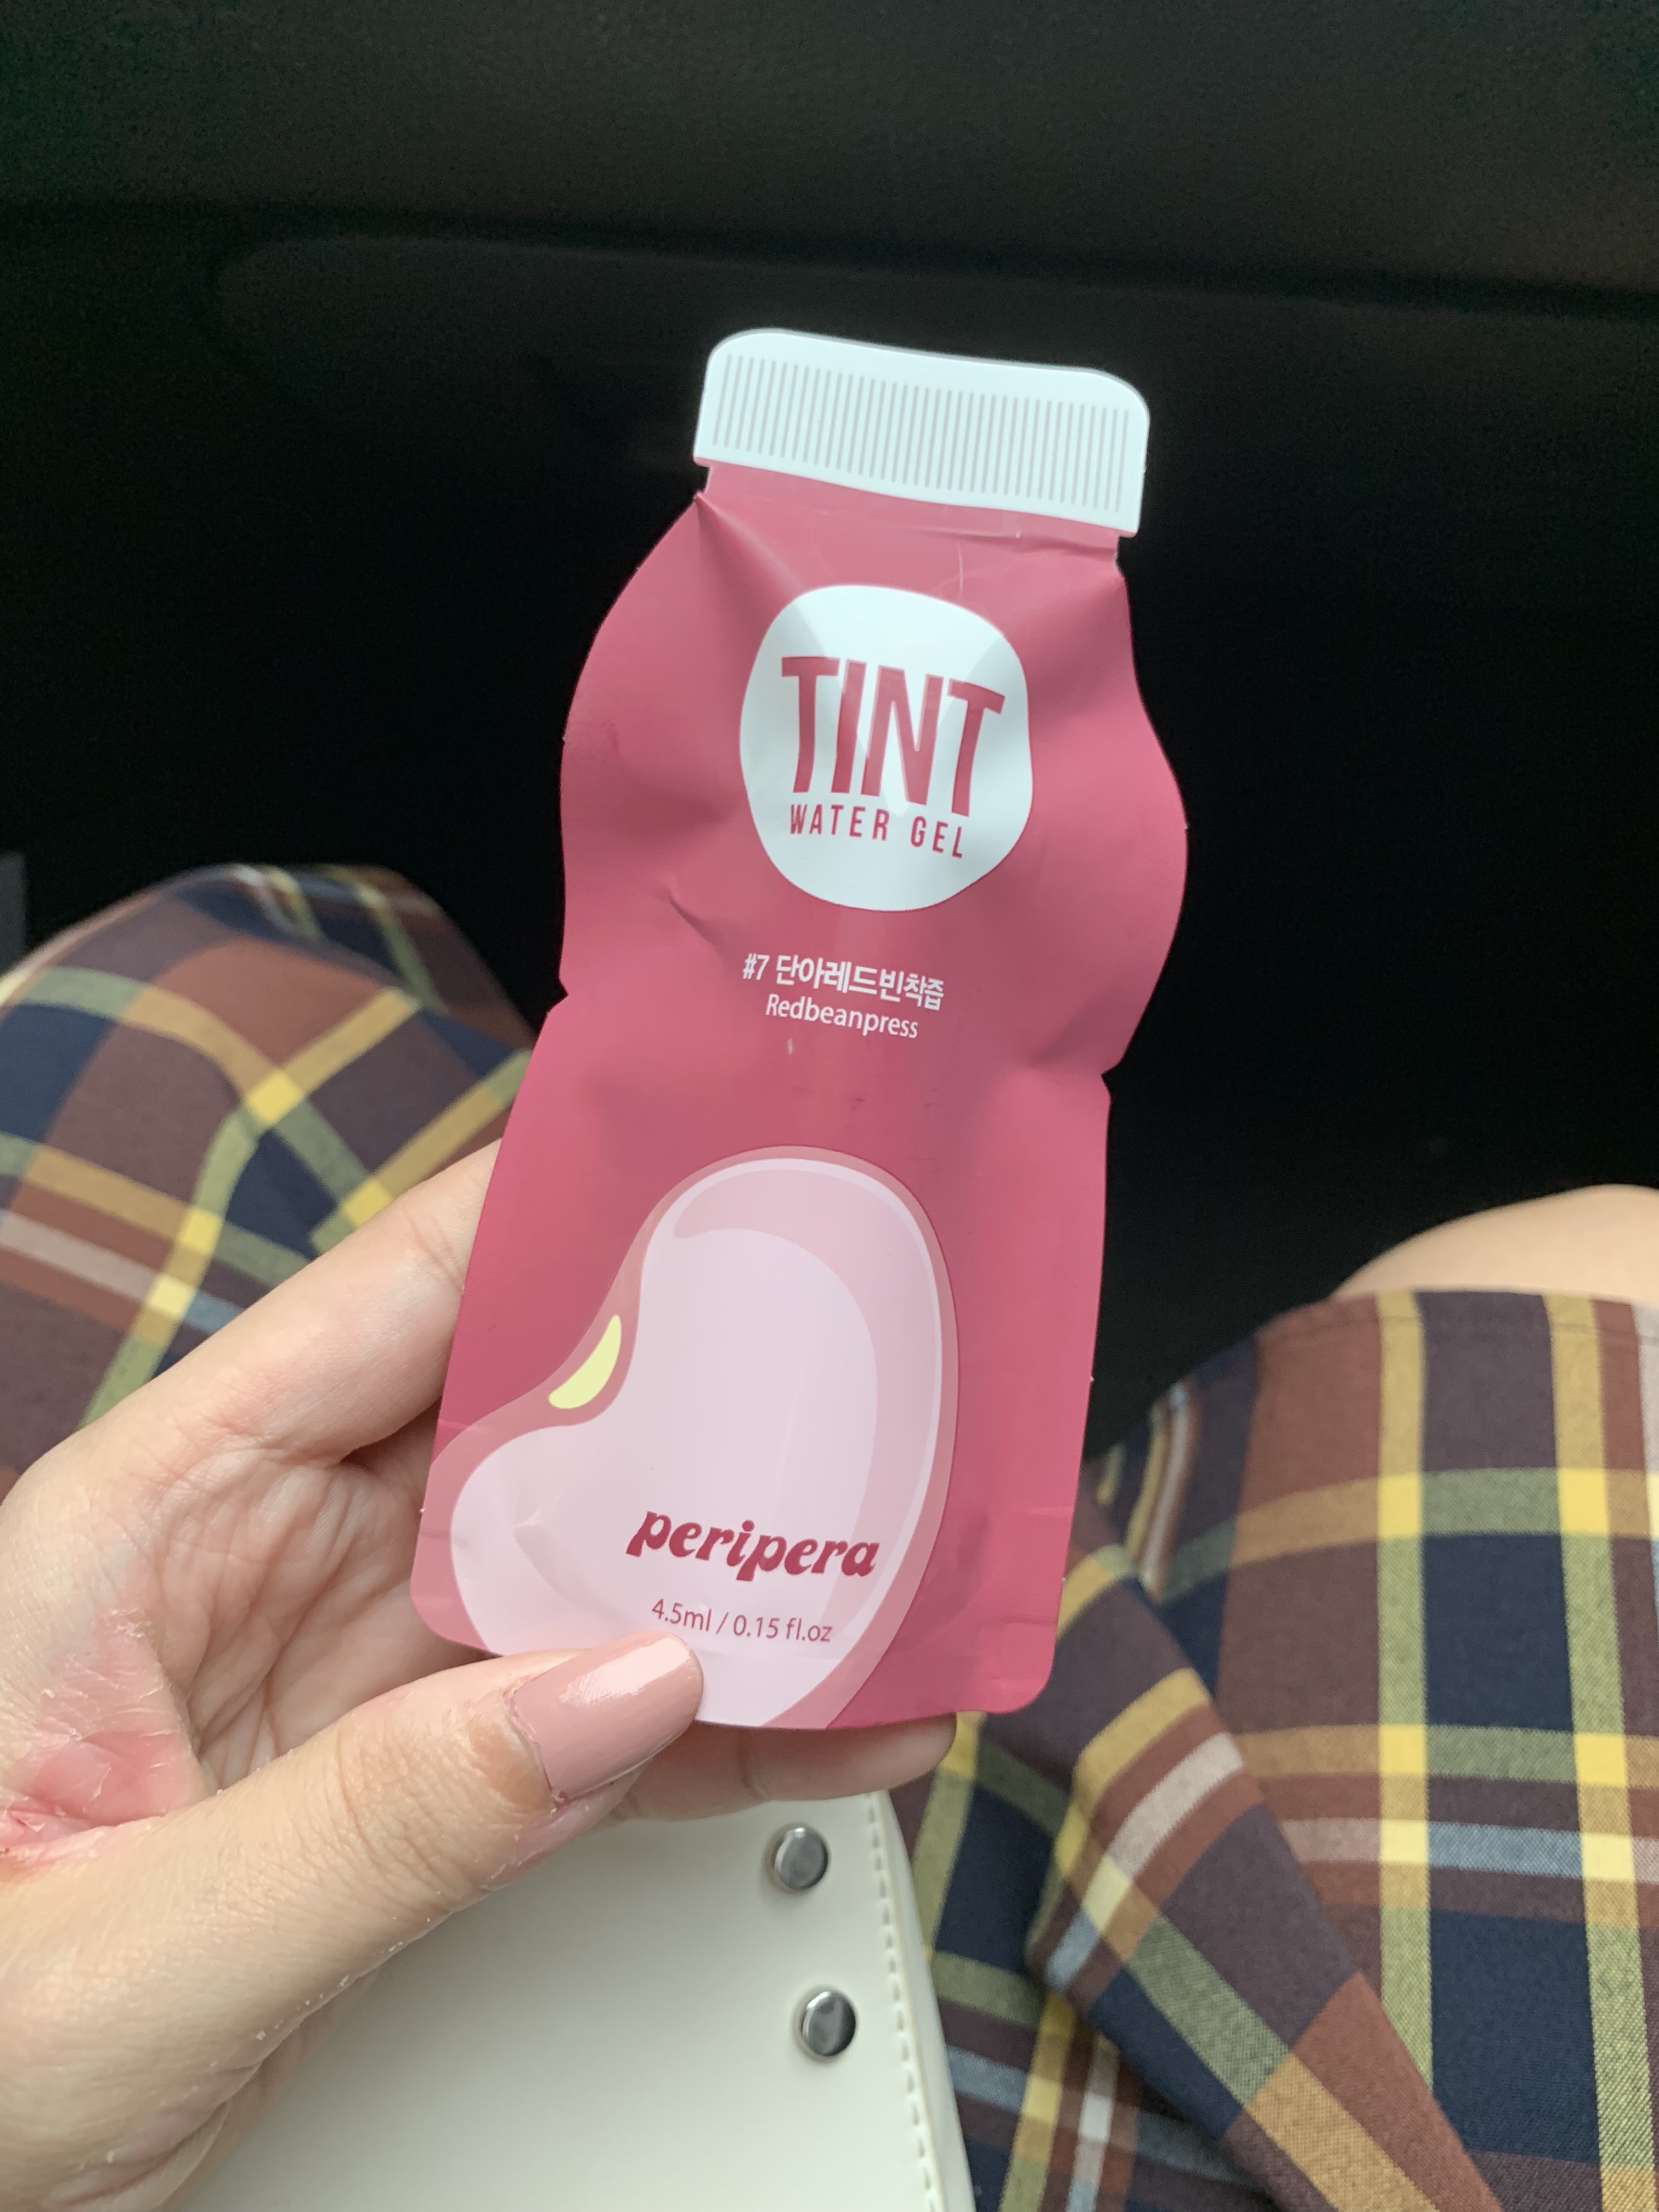 TINT
WATER GEL
#7 단아레드빈착즙
Redbeanpress
peripera
4.5ml / 0.15 fl.oz